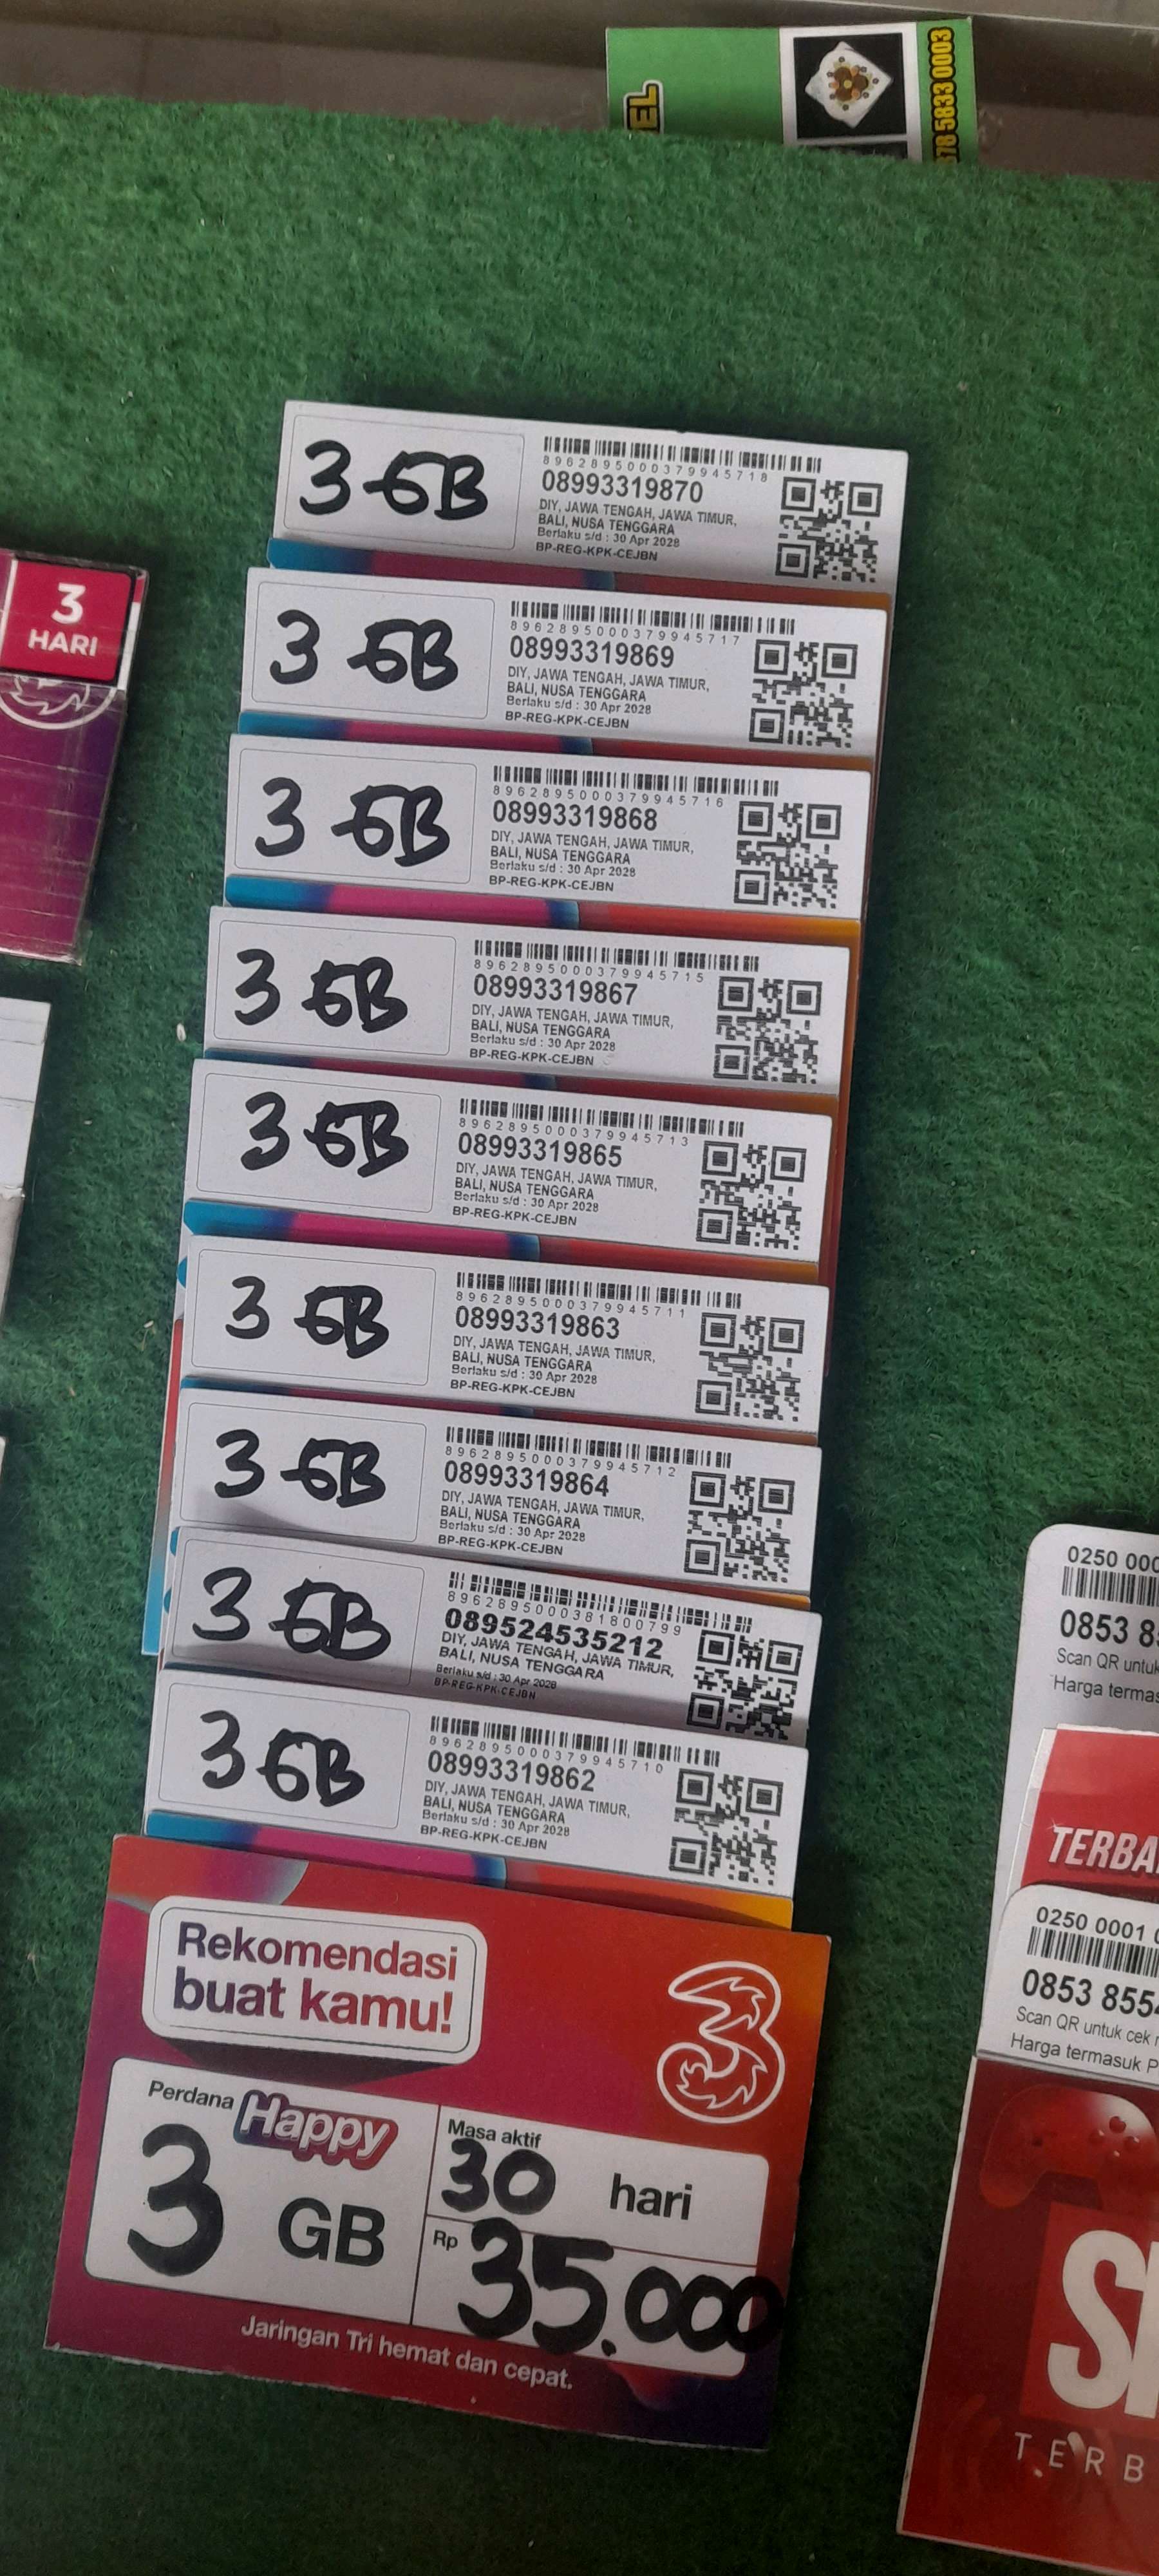 EL
78 5833 0003
3
HARI
3 GB
8962895000379945718
08993319870
DIY, JAWA TENGAH, JAWA TIMUR,
BALI, NUSA TENGGARA
Berlaku s/d : 30 Apr 2028
BP-REG-KPK-CEJBN
3 GB
8962895000379945717
08993319869
DIY, JAWA TENGAH, JAWA TIMUR,
BALI, NUSA TENGGARA
Berlaku s/d : 30 Apr 2028
BP-REG-KPK-CEJBN
3 GB
8962895000379945716
08993319868
DIY, JAWA TENGAH, JAWA TIMUR,
BALI, NUSA TENGGARA
Berlaku s/d : 30 Apr 2028
BP-REG-KPK-CEJBN
3 GB
8962895000379945715
08993319867
DIY, JAWA TENGAH, JAWA TIMUR,
BALI, NUSA TENGGARA
Berlaku s/d : 30 Apr 2028
BP-REG-KPK-CEJBN
3 GB
8962895000379945713
08993319865
DIY, JAWA TENGAH, JAWA TIMUR,
BALI, NUSA TENGGARA
Berlaku s/d : 30 Apr 2028
BP-REG-KPK-CEJBN
3 GB
8962895000379945711
08993319863
DIY, JAWA TENGAH, JAWA TIMUR,
BALI, NUSA TENGGARA
Berlaku s/d : 30 Apr 2028
BP-REG-KPK-CEJBN
3 GB
8962895000379945712
08993319864
DIY, JAWA TENGAH, JAWA TIMUR,
BALI, NUSA TENGGARA
Berlaku s/d : 30 Apr 2028
BP-REG-KPK-CEJBN
3 GB
8962895000381800799
089524535212
DIY, JAWA TENGAH, JAWA TIMUR,
BALI, NUSA TENGGARA
Berlaku s/d : 30 Apr 2028
BP-REG-KPK-CEJBN
3 GB
8962895000379945710
08993319862
DIY, JAWA TENGAH, JAWA TIMUR,
BALI, NUSA TENGGARA
Berlaku s/d : 30 Apr 2028
BP-REG-KPK-CEJBN
Rekomendasi
buat kamu!
3
Perdana Happy
3 GB
Masa aktif
30 hari
Rp 35.000
Jaringan Tri hemat dan cepat.
0250 000
0853 8
Scan QR untuk
Harga termas
TERBA
0250 0001
0853 855
Scan QR untuk cek
Harga termasuk P
S
TERB